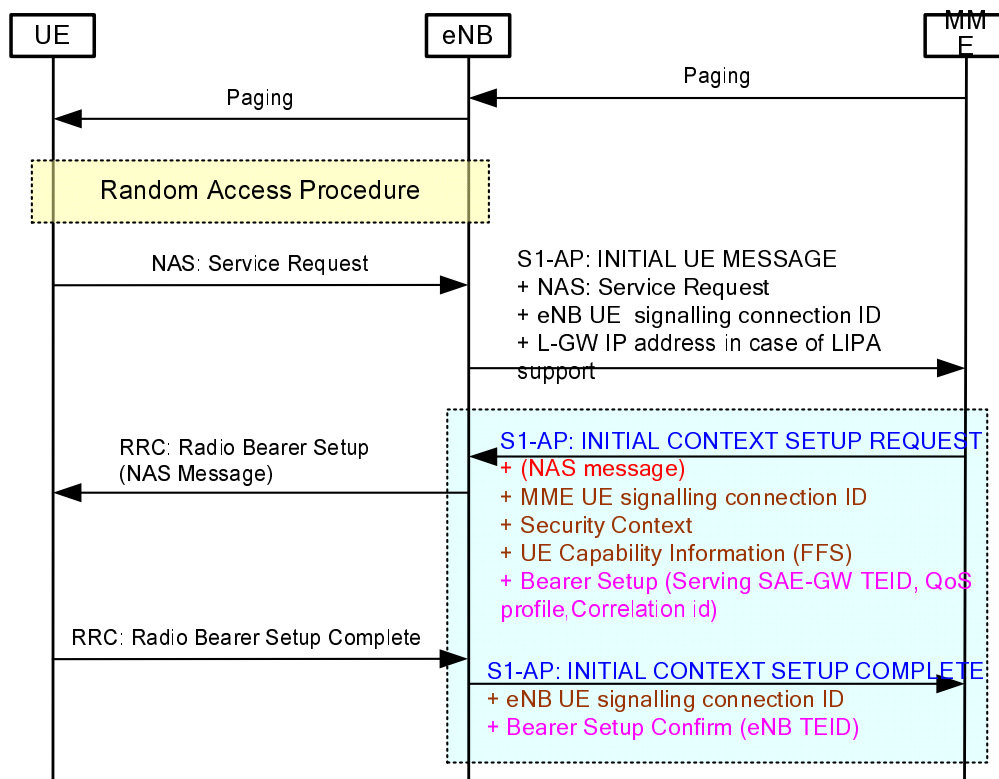 UE
eNB
MM
E
Paging
Paging
Random Access Procedure
NAS: Service Request
S1-AP: INITIAL UE MESSAGE
+ NAS: Service Request
+ eNB UE signalling connection ID
+ L-GW IP address in case of LIPA
support
RRC: Radio Bearer Setup
(NAS Message)
S1-AP: INITIAL CONTEXT SETUP REQUEST
+ (NAS message)
+ MME UE signalling connection ID
+ Security Context
+ UE Capability Information (FFS)
+ Bearer Setup (Serving SAE-GW TEID, QoS
profile,Correlation id)
RRC: Radio Bearer Setup Complete
S1-AP: INITIAL CONTEXT SETUP COMPLETE
+ eNB UE signalling connection ID
+ Bearer Setup Confirm (eNB TEID)